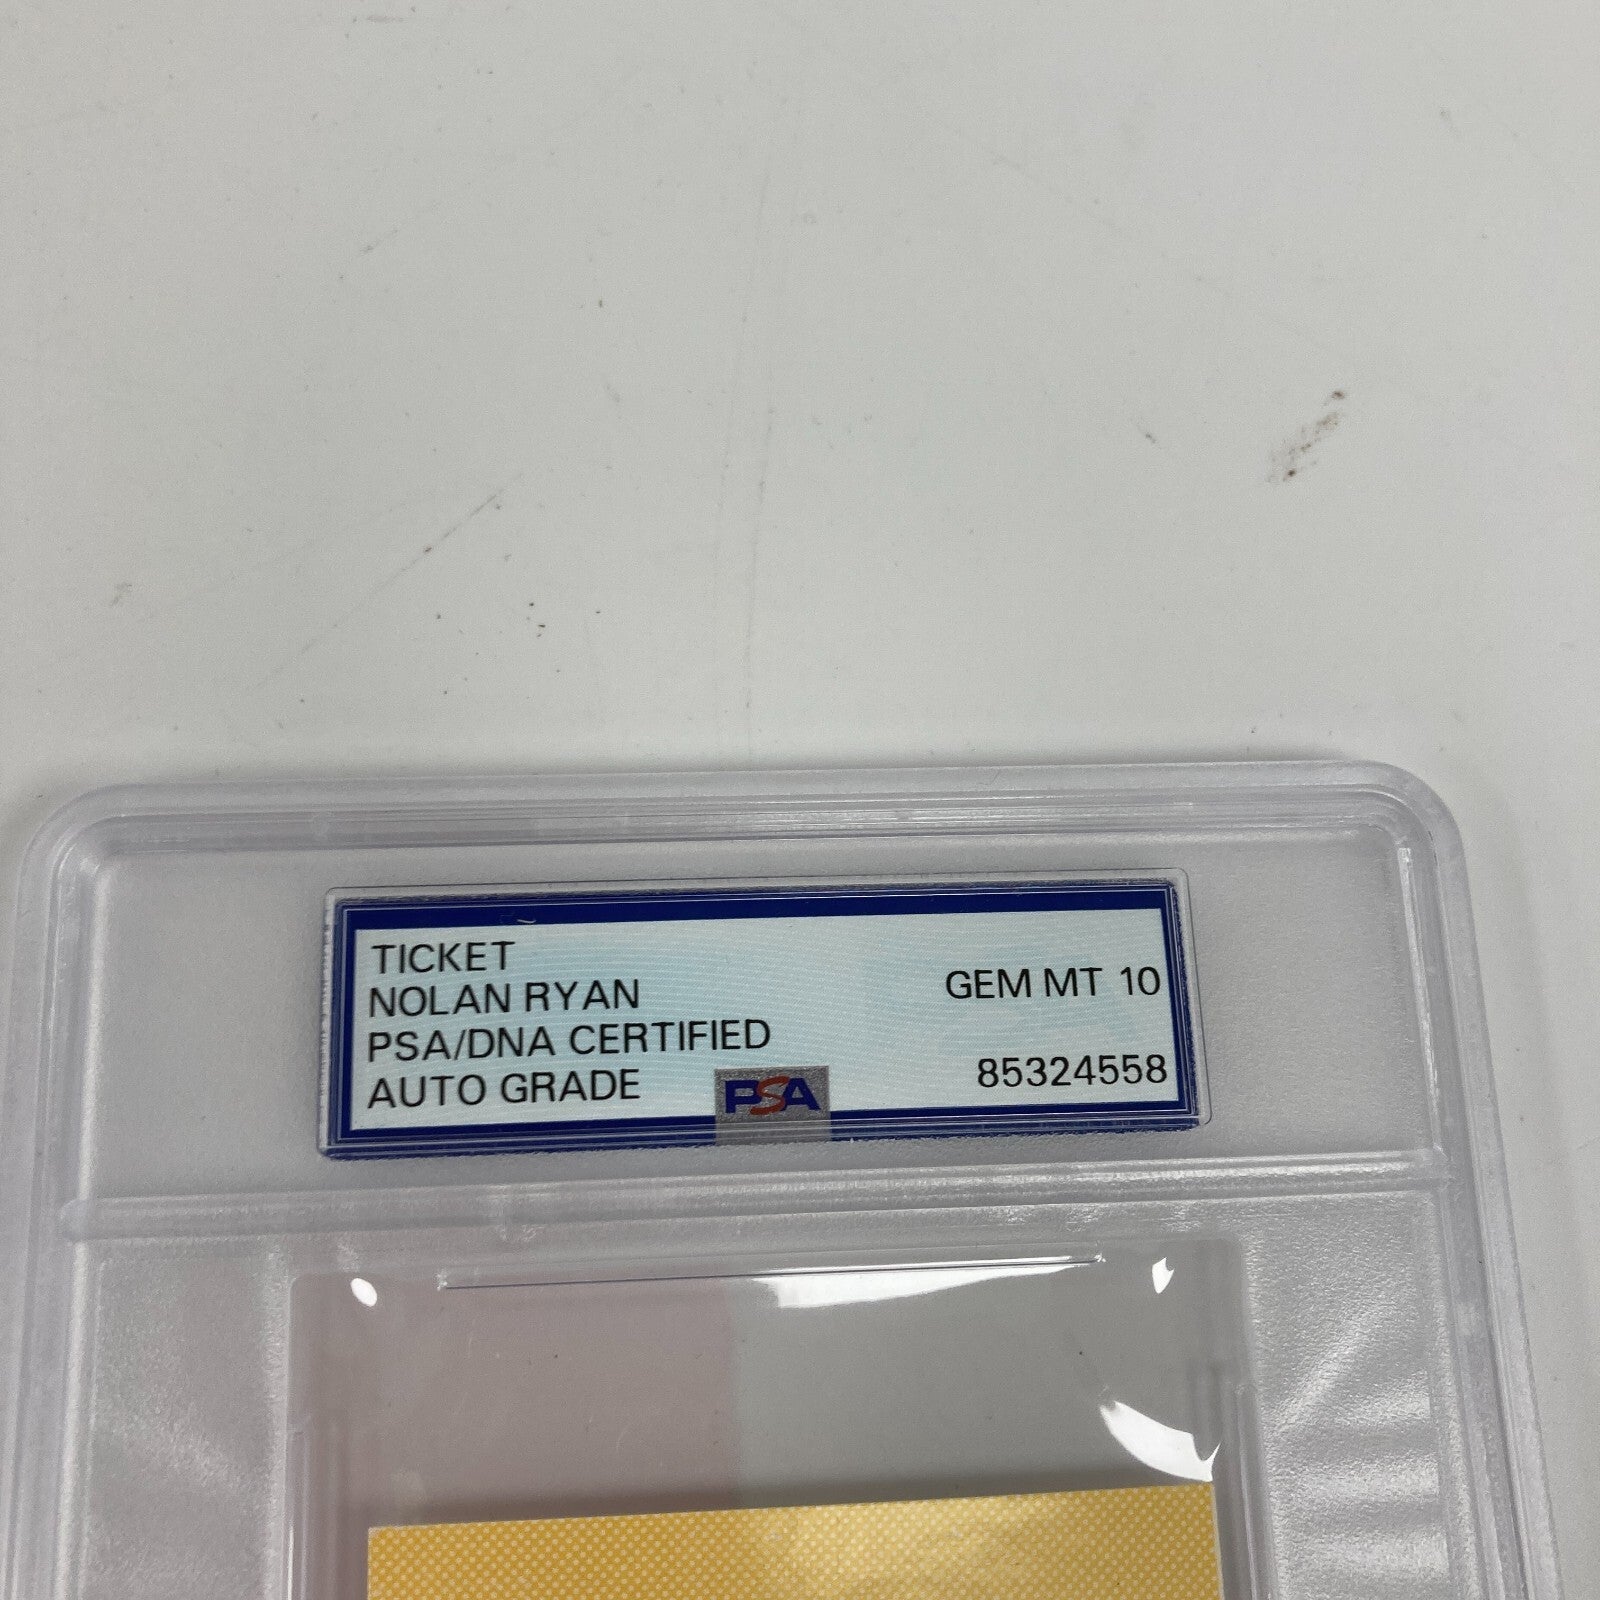 TICKET
NOLAN RYAN
PSA/DNA CERTIFIED
AUTO GRADE
GEM MT 10
85324558
PSA